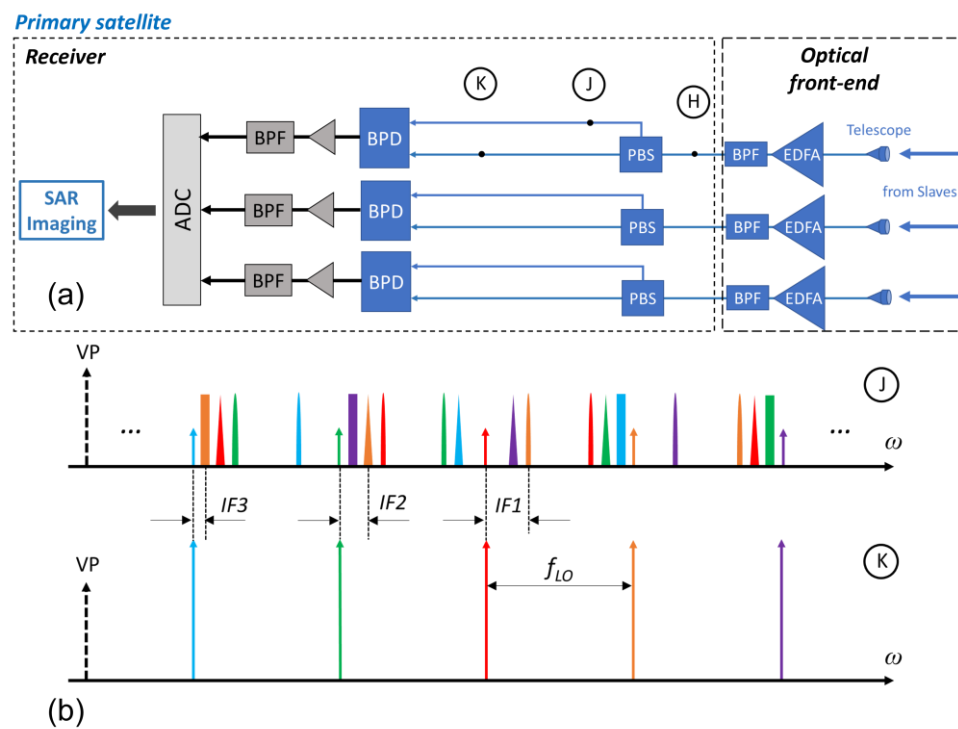 Primary satellite
Receiver
Optical
front-end
K
J
H
Telescope
BPF
BPD
PBS
BPF
EDFA
SAR
Imaging
ADC
from Slaves
BPF
BPD
PBS
BPF
EDFA
BPF
BPD
PBS
BPF
EDFA
(a)
VP
J
...
...
ω
IF3
IF2
IF1
VP
K
fLO
ω
(b)